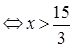 ⇔ x > 15/3